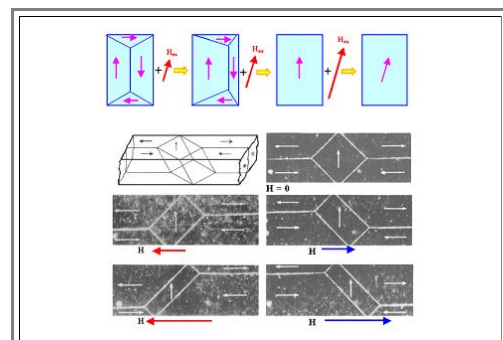 Hex + Hex + Hex +
H = 0
H H
H H